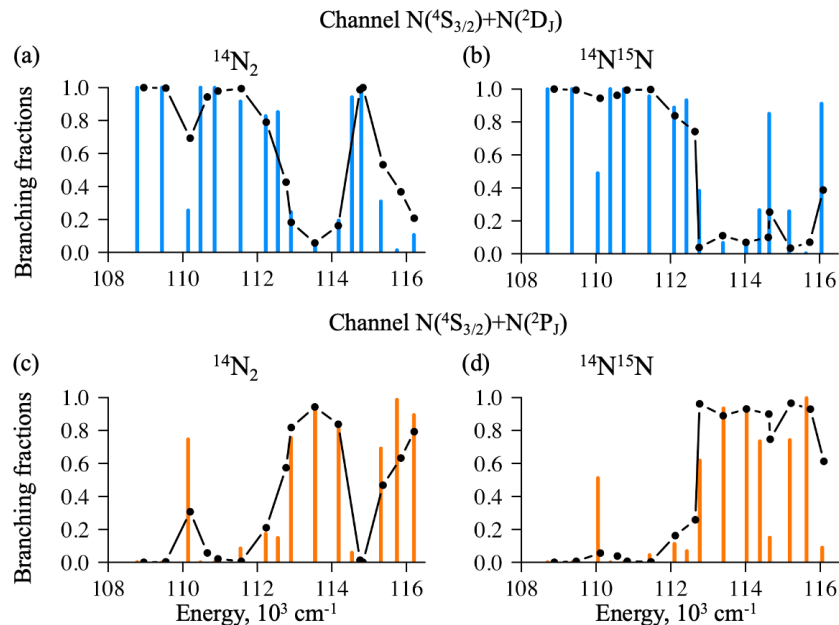 Channel N(⁴S₃/₂)+N(²D_J)
(a) ¹⁴N₂ (b) ¹⁴N¹⁵N
Branching fractions
1.0 1.0
0.8 0.8
0.6 0.6
0.4 0.4
0.2 0.2
0.0 0.0
108 110 112 114 116 108 110 112 114 116
Channel N(⁴S₃/₂)+N(²P_J)
(c) ¹⁴N₂ (d) ¹⁴N¹⁵N
Branching fractions
1.0 1.0
0.8 0.8
0.6 0.6
0.4 0.4
0.2 0.2
0.0 0.0
108 110 112 114 116 108 110 112 114 116
Energy, 10³ cm⁻¹ Energy, 10³ cm⁻¹